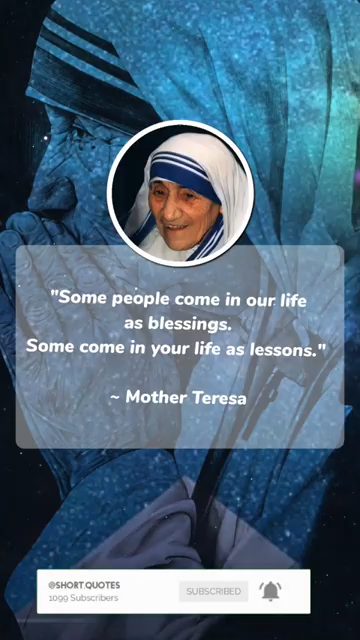 "Some people come in our life
as blessings.
Some come in your life as lessons."
~ Mother Teresa
@SHORT QUOTES
1099 Subscribers
SUBSCRIBED